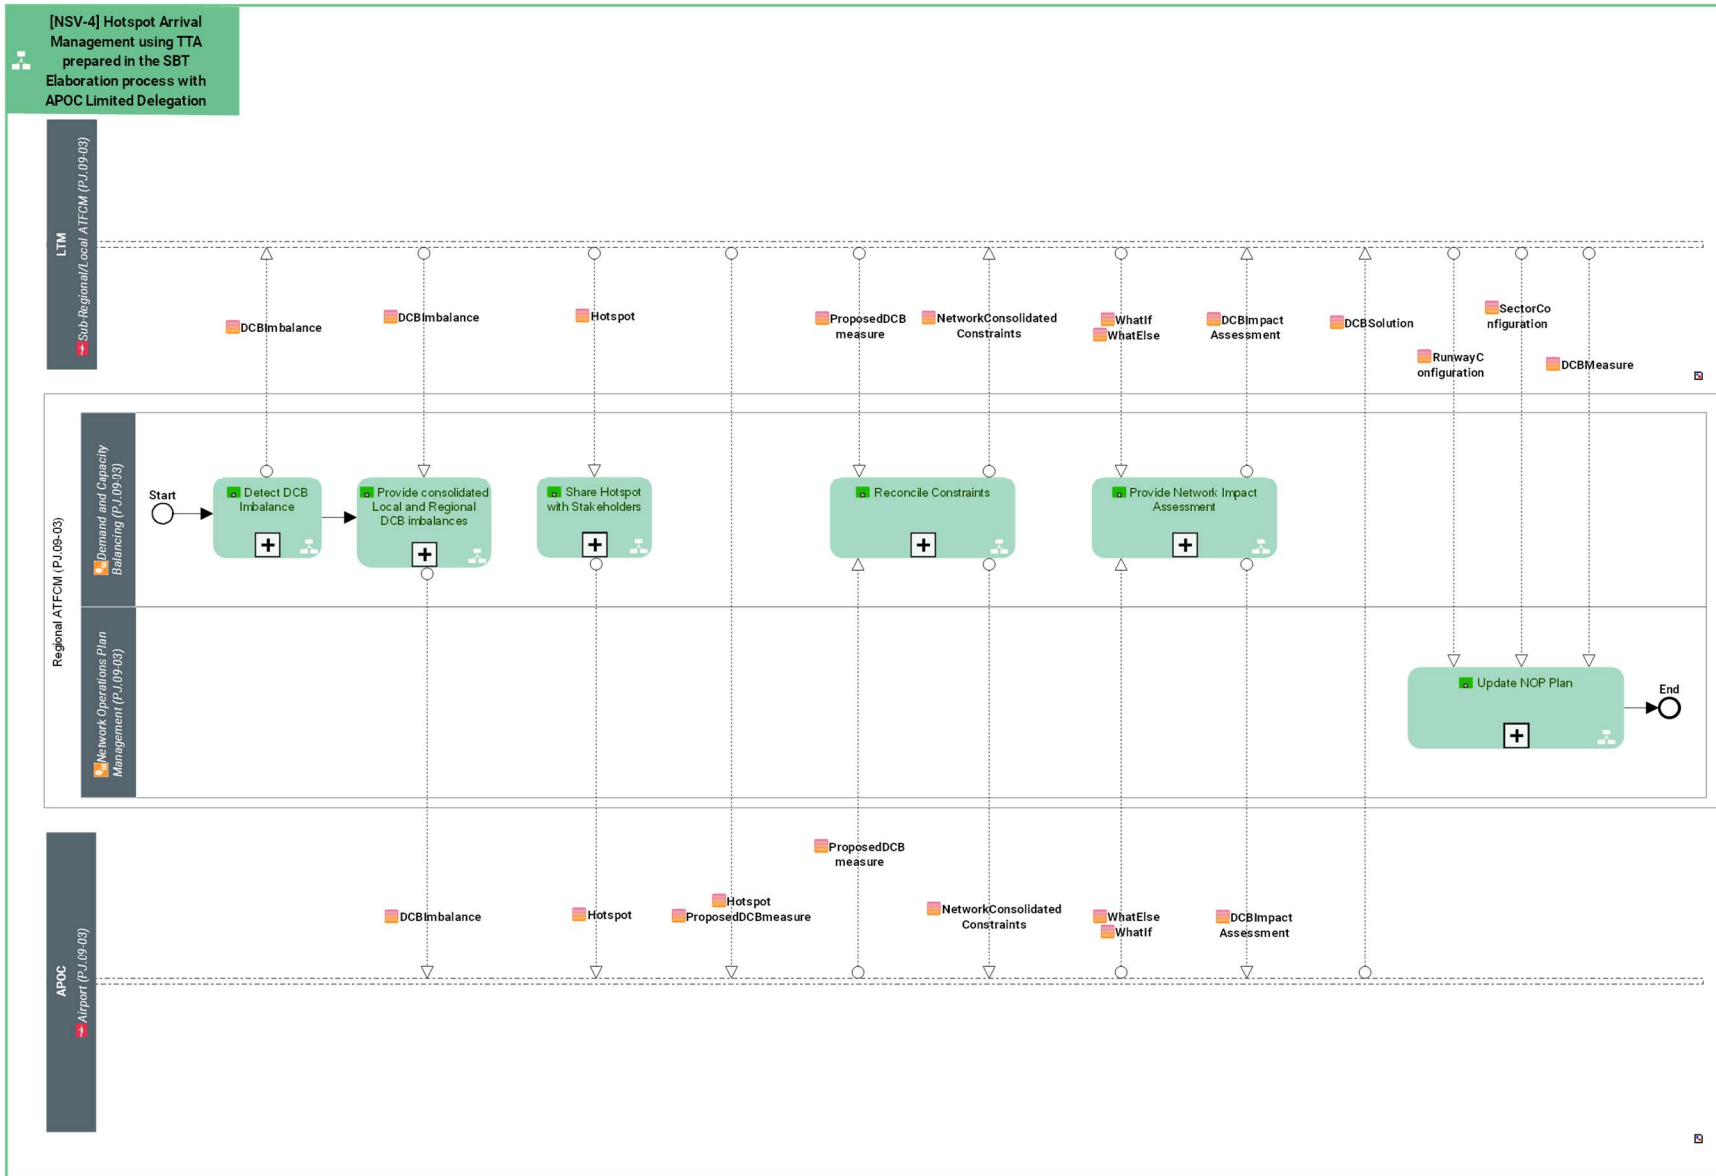 [NSV-4] Hotspot Arrival
Management using TTA
prepared in the SBT
Elaboration process with
APOC Limited Delegation
LTM
Sub-Regional/Local ATFCM (PJ.09-03)
DCBImbalance
DCBImbalance
Hotspot
ProposedDCB
measure
NetworkConsolidated
Constraints
WhatIf
WhatElse
DCBImpact
Assessment
DCBSolution
RunwayC
onfiguration
SectorCo
nfiguration
DCBMeasure
Regional ATFCM (PJ.09-03)
Demand and Capacity
Balancing (PJ.09-03)
Start
Detect DCB
Imbalance
Provide consolidated
Local and Regional
DCB imbalances
Share Hotspot
with Stakeholders
Reconcile Constraints
Provide Network Impact
Assessment
Network Operations Plan
Management (PJ.09-03)
Update NOP Plan
End
APOC
Airport (PJ.09-03)
DCBImbalance
Hotspot
Hotspot
ProposedDCBmeasure
ProposedDCB
measure
NetworkConsolidated
Constraints
WhatElse
WhatIf
DCBImpact
Assessment